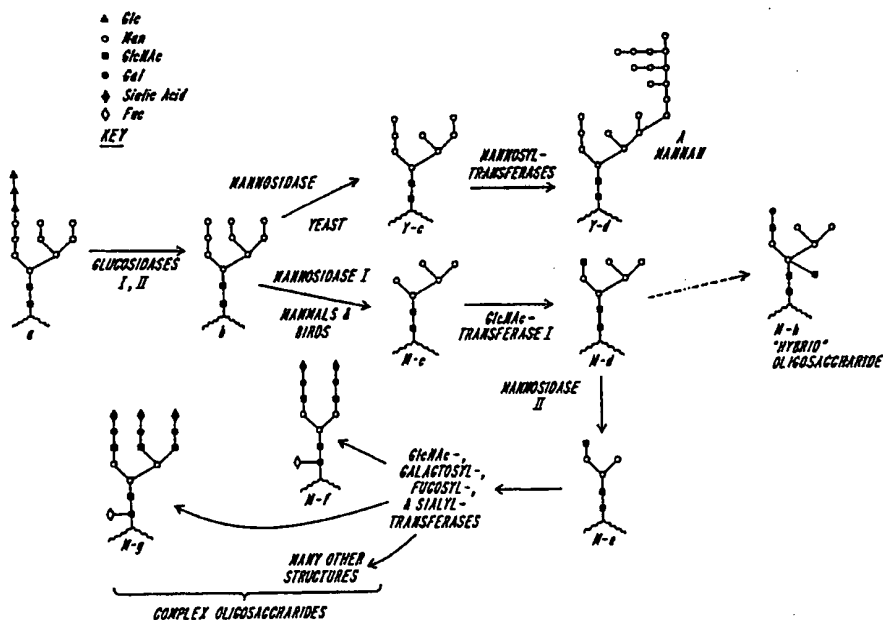 Glc
Man
GlcNAc
Gal
Sialic Acid
Fuc
KEY
GLUCOSIDASES
I, II
a
b
MANNOSIDASE
YEAST
MANNOSIDASE I
MAMMALS &
BIRDS
Y-c
MANNOSYL-
TRANSFERASES
Y-d
A
MANNAN
M-c
GlcNAc-
TRANSFERASE I
M-d
M-h
"HYBRID"
OLIGOSACCHARIDE
MANNOSIDASE
II
M-e
GlcNAc-,
GALACTOSYL-,
FUCOSYL-,
& SIALYL-
TRANSFERASES
M-f
M-g
MANY OTHER
STRUCTURES
COMPLEX OLIGOSACCHARIDES